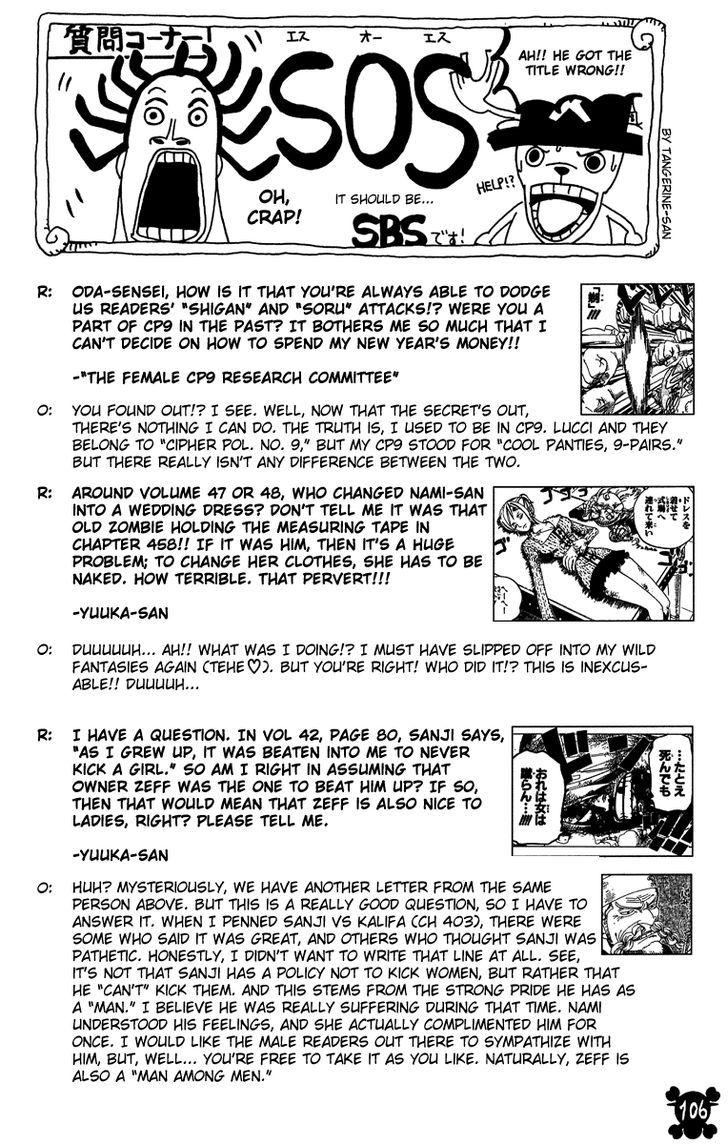 質問コーナー!
エス オー エス
SOS
AH!! HE GOT THE
TITLE WRONG!!
OH,
CRAP!
IT SHOULD BE...
SBSです!
HELP!?
BY TANGERINE-SAN
R: ODA-SENSEI, HOW IS IT THAT YOU'RE ALWAYS ABLE TO DODGE
US READERS' "SHIGAN" AND "SORU" ATTACKS!? WERE YOU A
PART OF CP9 IN THE PAST? IT BOTHERS ME SO MUCH THAT I
CAN'T DECIDE ON HOW TO SPEND MY NEW YEAR'S MONEY!!
-"THE FEMALE CP9 RESEARCH COMMITTEE"
O: YOU FOUND OUT!? I SEE. WELL, NOW THAT THE SECRET'S OUT,
THERE'S NOTHING I CAN DO. THE TRUTH IS, I USED TO BE IN CP9. LUCCI AND THEY
BELONG TO "CIPHER POL. NO. 9," BUT MY CP9 STOOD FOR "COOL PANTIES, 9-PAIRS."
BUT THERE REALLY ISN'T ANY DIFFERENCE BETWEEN THE TWO.
R: AROUND VOLUME 47 OR 48, WHO CHANGED NAMI-SAN
INTO A WEDDING DRESS? DON'T TELL ME IT WAS THAT
OLD ZOMBIE HOLDING THE MEASURING TAPE IN
CHAPTER 458!! IF IT WAS HIM, THEN IT'S A HUGE
PROBLEM; TO CHANGE HER CLOTHES, SHE HAS TO BE
NAKED. HOW TERRIBLE. THAT PERVERT!!!
-YUUKA-SAN
ドレスを
着せて
式場へ
連れて来い
O: DUUUUUH... AH!! WHAT WAS I DOING!? I MUST HAVE SLIPPED OFF INTO MY WILD
FANTASIES AGAIN (TEHE♡). BUT YOU'RE RIGHT! WHO DID IT!? THIS IS INEXCUS-
ABLE!! DUUUUH...
R: I HAVE A QUESTION. IN VOL 42, PAGE 80, SANJI SAYS,
"AS I GREW UP, IT WAS BEATEN INTO ME TO NEVER
KICK A GIRL." SO AM I RIGHT IN ASSUMING THAT
OWNER ZEFF WAS THE ONE TO BEAT HIM UP? IF SO,
THEN THAT WOULD MEAN THAT ZEFF IS ALSO NICE TO
LADIES, RIGHT? PLEASE TELL ME.
-YUUKA-SAN
…たとえ
死んでも
おれは女は
蹴らん…!!!!
O: HUH? MYSTERIOUSLY, WE HAVE ANOTHER LETTER FROM THE SAME
PERSON ABOVE. BUT THIS IS A REALLY GOOD QUESTION, SO I HAVE TO
ANSWER IT. WHEN I PENNED SANJI VS KALIFA (CH 403), THERE WERE
SOME WHO SAID IT WAS GREAT, AND OTHERS WHO THOUGHT SANJI WAS
PATHETIC. HONESTLY, I DIDN'T WANT TO WRITE THAT LINE AT ALL. SEE,
IT'S NOT THAT SANJI HAS A POLICY NOT TO KICK WOMEN, BUT RATHER THAT
HE "CAN'T" KICK THEM. AND THIS STEMS FROM THE STRONG PRIDE HE HAS AS
A "MAN." I BELIEVE HE WAS REALLY SUFFERING DURING THAT TIME. NAMI
UNDERSTOOD HIS FEELINGS, AND SHE ACTUALLY COMPLIMENTED HIM FOR
ONCE. I WOULD LIKE THE MALE READERS OUT THERE TO SYMPATHIZE WITH
HIM, BUT, WELL... YOU'RE FREE TO TAKE IT AS YOU LIKE. NATURALLY, ZEFF IS
ALSO A "MAN AMONG MEN."
106